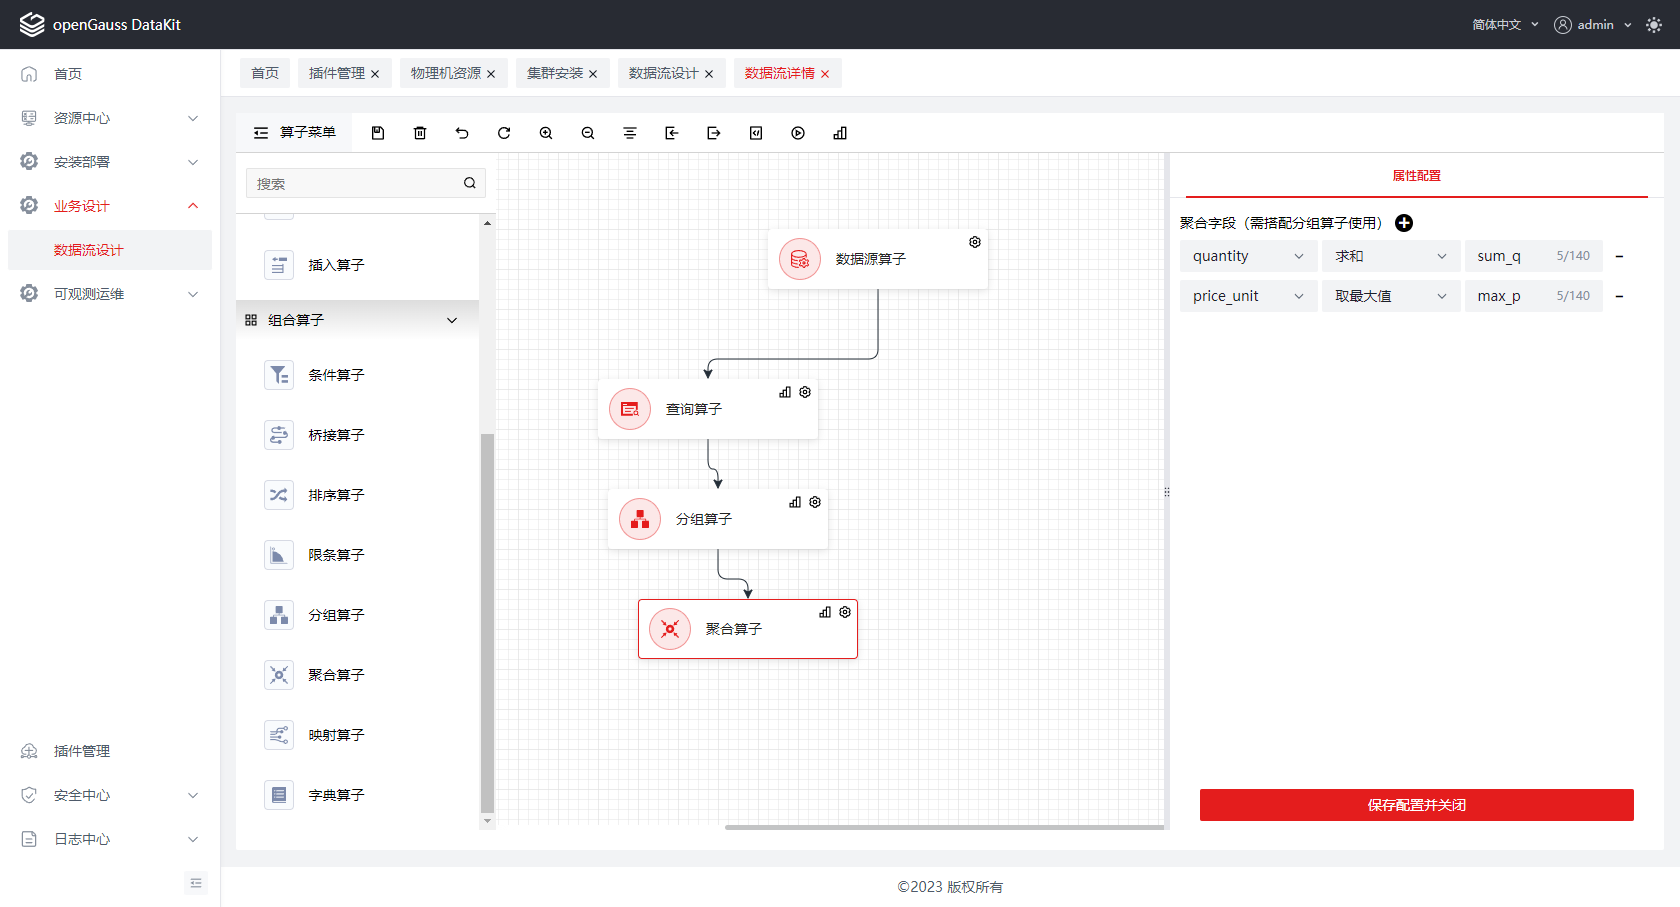 openGauss DataKit
简体中文
admin
首页
资源中心
安装部署
业务设计
数据流设计
可观测运维
插件管理
安全中心
日志中心
首页
插件管理
物理机资源
集群安装
数据流设计
数据流详情
算子菜单
搜索
插入算子
组合算子
条件算子
桥接算子
排序算子
限条算子
分组算子
聚合算子
映射算子
字典算子
数据源算子
查询算子
分组算子
聚合算子
属性配置
聚合字段（需搭配分组算子使用）
quantity 求和 sum_q 5/140
price_unit 取最大值 max_p 5/140
保存配置并关闭
©2023 版权所有